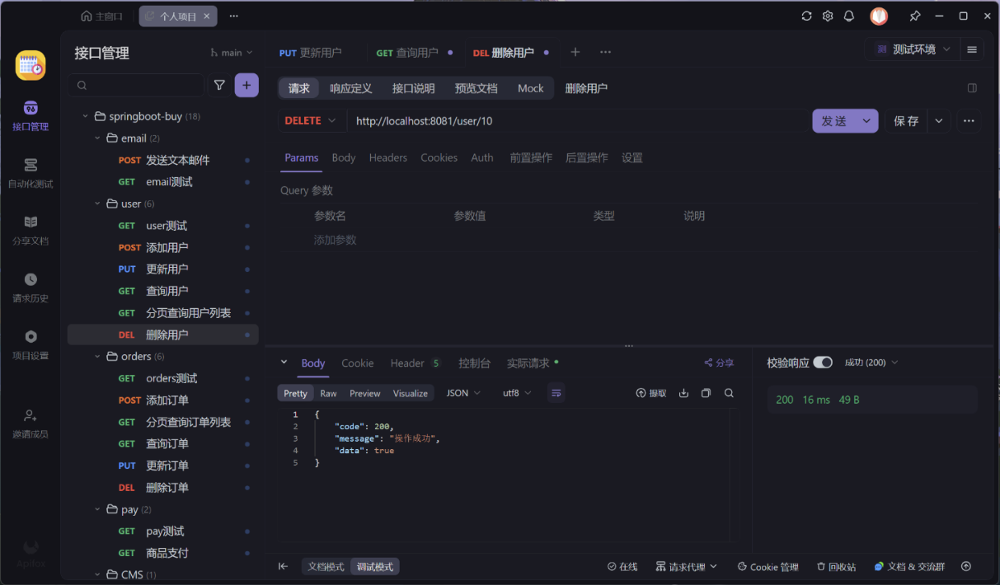 主窗口
个人项目
接口管理
main
PUT 更新用户
GET 查询用户
DEL 删除用户
测 测试环境
请求
响应定义
接口说明
预览文档
Mock
删除用户
DELETE
http://localhost:8081/user/10
发 送
保 存
Params
Body
Headers
Cookies
Auth
前置操作
后置操作
设置
Query 参数
参数名
参数值
类型
说明
添加参数
接口管理
自动化测试
分享文档
请求历史
项目设置
邀请成员
Apifox
springboot-buy (18)
email (2)
POST 发送文本邮件
GET email测试
user (6)
GET user测试
POST 添加用户
PUT 更新用户
GET 查询用户
GET 分页查询用户列表
DEL 删除用户
orders (6)
GET orders测试
POST 添加订单
GET 分页查询订单列表
GET 查询订单
PUT 更新订单
DEL 删除订单
pay (2)
GET pay测试
GET 商品支付
CMS (1)
Body
Cookie
Header 5
控制台
实际请求
分享
校验响应
成功 (200)
Pretty
Raw
Preview
Visualize
JSON
utf8
提取
200 16 ms 49 B
1 {
2 "code": 200,
3 "message": "操作成功",
4 "data": true
5 }
文档模式
调试模式
在线
请求代理
Cookie 管理
回收站
文档 & 交流群